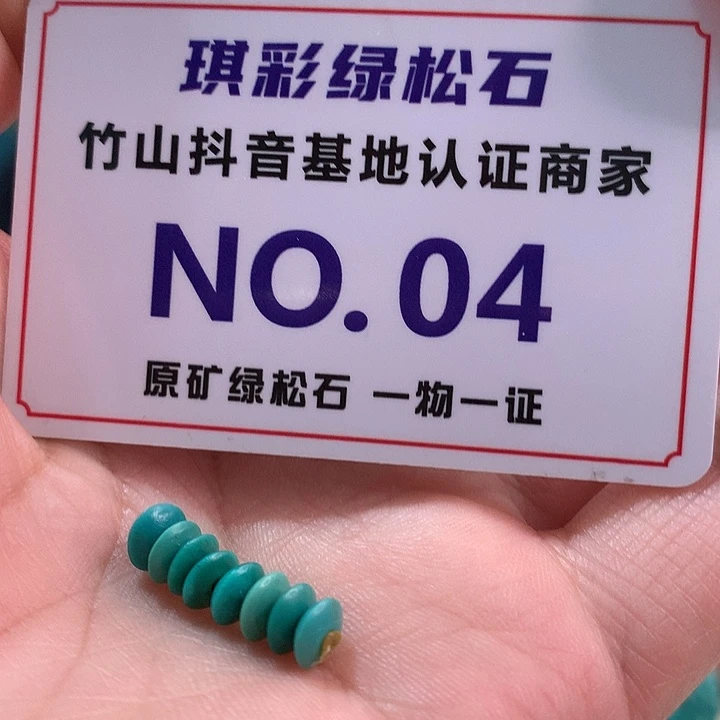 琪彩绿松石
竹山抖音基地认证商家
NO.04
原矿绿松石 一物一证